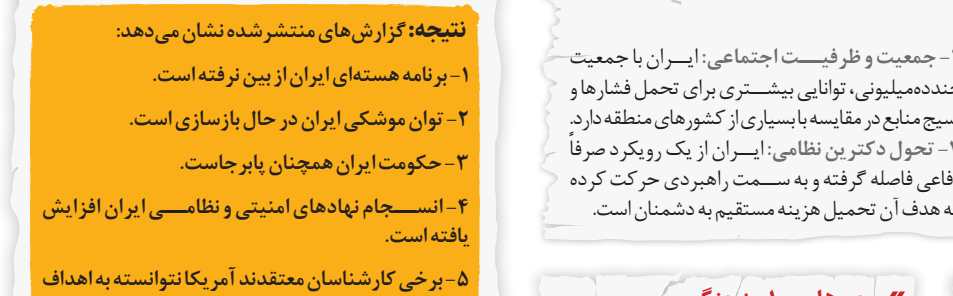 - جمعیت و ظرفیت اجتماعی: ایران با جمعیت
چندده‌میلیونی، توانایی بیشتری برای تحمل فشارها و
بسیج منابع در مقایسه با بسیاری از کشورهای منطقه دارد.
۷- تحول دکترین نظامی: ایران از یک رویکرد صرفاً
دفاعی فاصله گرفته و به سمت راهبردی حرکت کرده
که هدف آن تحمیل هزینه مستقیم به دشمنان است.
نتیجه: گزارش‌های منتشرشده نشان می‌دهد:
۱- برنامه هسته‌ای ایران از بین نرفته است.
۲- توان موشکی ایران در حال بازسازی است.
۳- حکومت ایران همچنان پابرجاست.
۴- انسجام نهادهای امنیتی و نظامی ایران افزایش
یافته است.
۵- برخی کارشناسان معتقدند آمریکا نتوانسته به اهداف